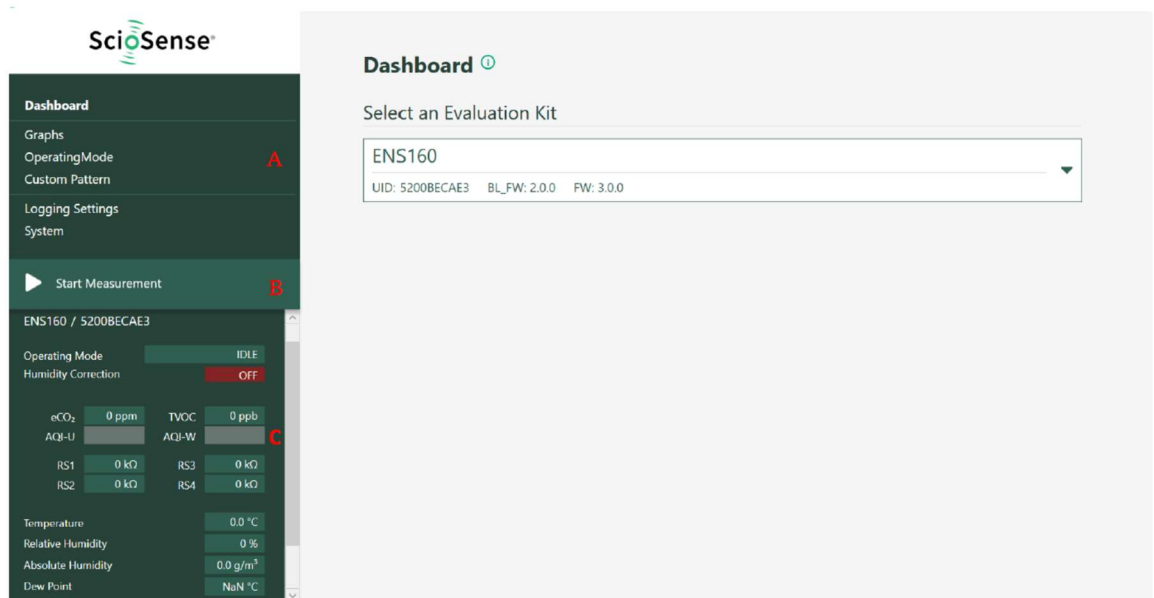 ScioSense®
Dashboard
Graphs
OperatingMode
A
Custom Pattern
Logging Settings
System
Start Measurement
B
ENS160 / 5200BECAE3
Operating Mode IDLE
Humidity Correction OFF
eCO₂ 0 ppm TVOC 0 ppb
AQI-U AQI-W
C
RS1 0 kΩ RS3 0 kΩ
RS2 0 kΩ RS4 0 kΩ
Temperature 0.0 °C
Relative Humidity 0 %
Absolute Humidity 0.0 g/m³
Dew Point NaN °C
Dashboard
Select an Evaluation Kit
ENS160
UID: 5200BECAE3 BL_FW: 2.0.0 FW: 3.0.0